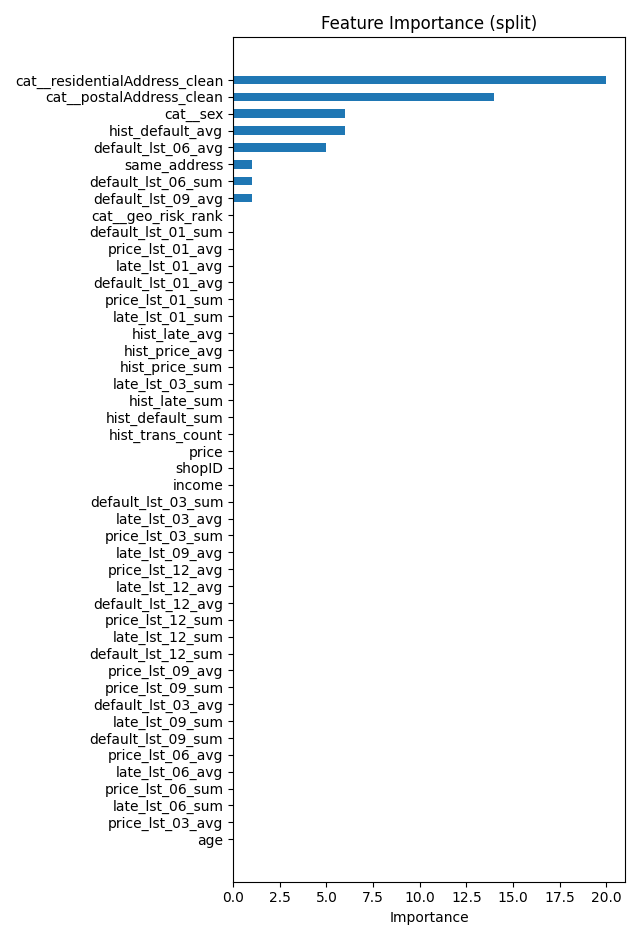 Feature Importance (split)
cat__residentialAddress_clean
cat__postalAddress_clean
cat__sex
hist_default_avg
default_lst_06_avg
same_address
default_lst_06_sum
default_lst_09_avg
cat__geo_risk_rank
default_lst_01_sum
price_lst_01_avg
late_lst_01_avg
default_lst_01_avg
price_lst_01_sum
late_lst_01_sum
hist_late_avg
hist_price_avg
hist_price_sum
late_lst_03_sum
hist_late_sum
hist_default_sum
hist_trans_count
price
shopID
income
default_lst_03_sum
late_lst_03_avg
price_lst_03_sum
late_lst_09_avg
price_lst_12_avg
late_lst_12_avg
default_lst_12_avg
price_lst_12_sum
late_lst_12_sum
default_lst_12_sum
price_lst_09_avg
price_lst_09_sum
default_lst_03_avg
late_lst_09_sum
default_lst_09_sum
price_lst_06_avg
late_lst_06_avg
price_lst_06_sum
late_lst_06_sum
price_lst_03_avg
age
0.0 2.5 5.0 7.5 10.0 12.5 15.0 17.5 20.0
Importance